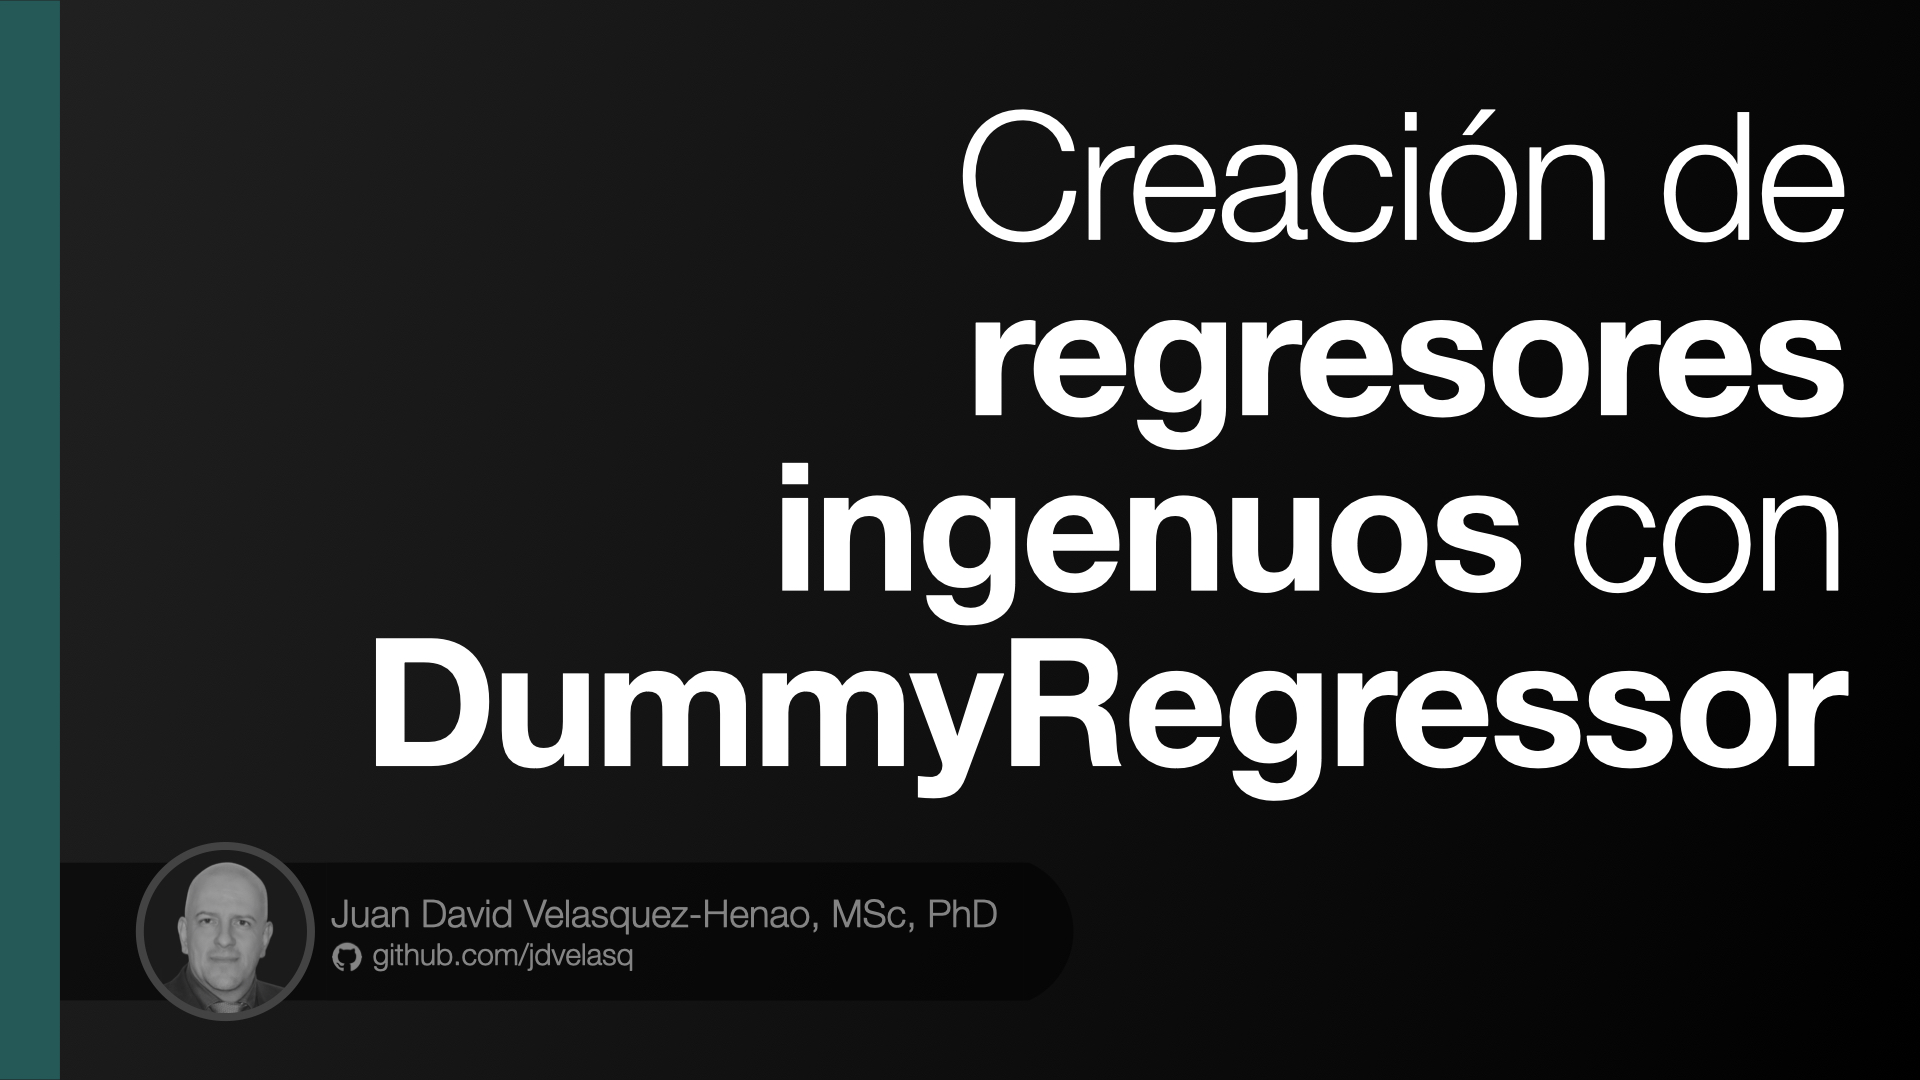 Creación de
regresores
ingenuos con
DummyRegressor
Juan David Velasquez-Henao, MSc, PhD
github.com/jdvelasq